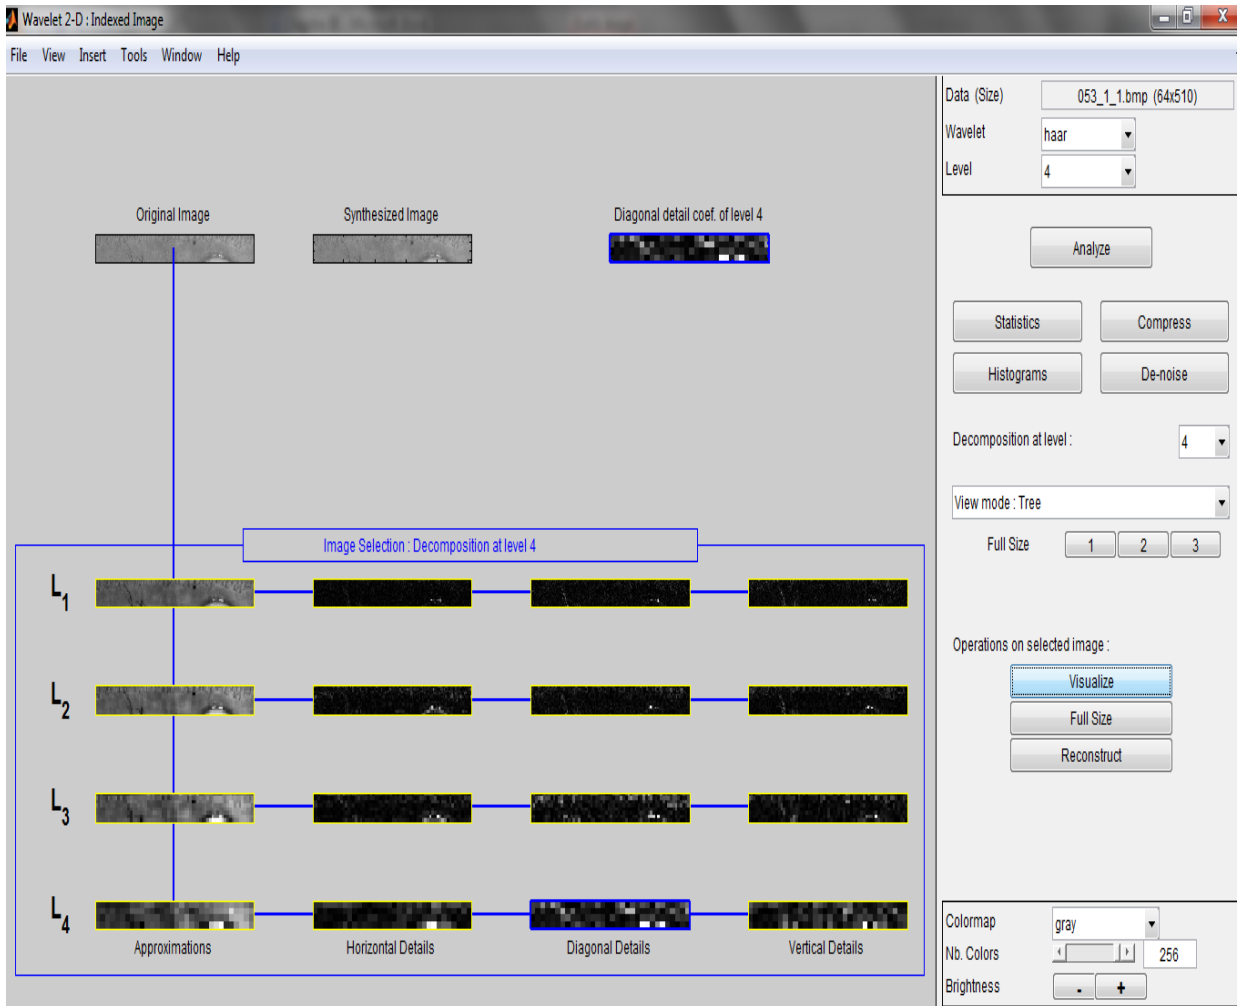 Wavelet 2-D : Indexed Image
File View Insert Tools Window Help
Data (Size) 053_1_1.bmp (64x510)
Wavelet haar
Level 4
Original Image Synthesized Image Diagonal detail coef. of level 4
Analyze
Statistics Compress
Histograms De-noise
Decomposition at level : 4
View mode : Tree
Full Size 1 2 3
Image Selection : Decomposition at level 4
L1
L2
L3
L4
Approximations Horizontal Details Diagonal Details Vertical Details
Operations on selected image :
Visualize
Full Size
Reconstruct
Colormap gray
Nb. Colors 256
Brightness - +